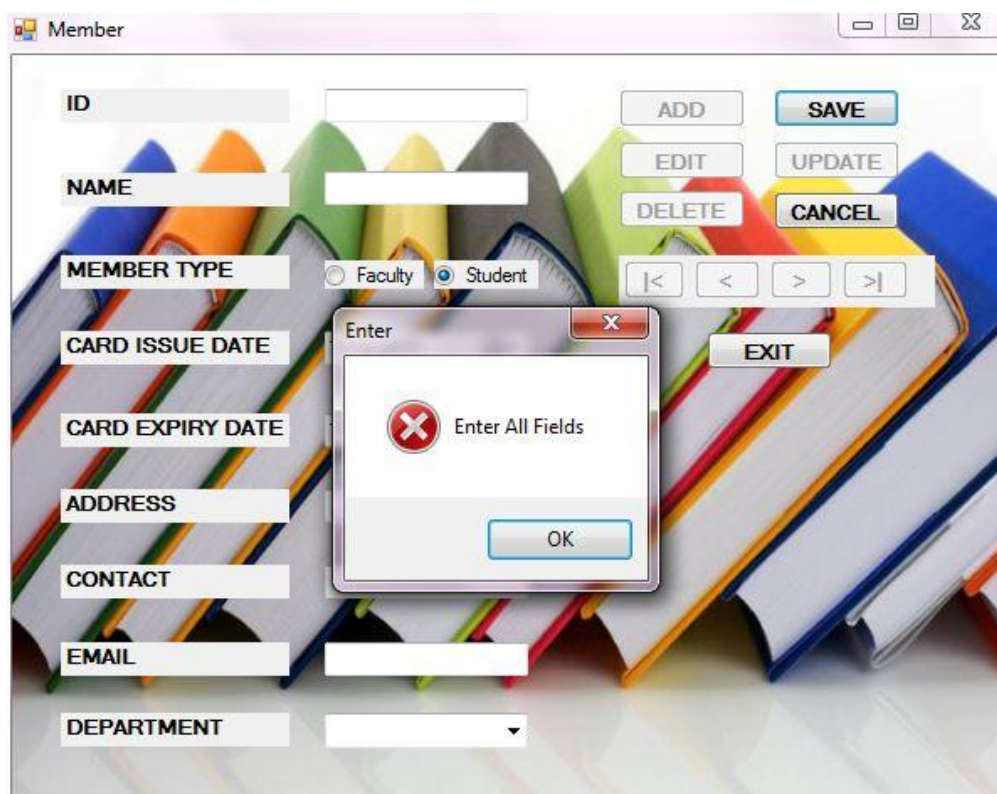 Member
ID
ADD
SAVE
EDIT
UPDATE
NAME
DELETE
CANCEL
MEMBER TYPE
Faculty
Student
|<
<
>
>|
CARD ISSUE DATE
EXIT
CARD EXPIRY DATE
ADDRESS
CONTACT
EMAIL
DEPARTMENT
Enter
Enter All Fields
OK